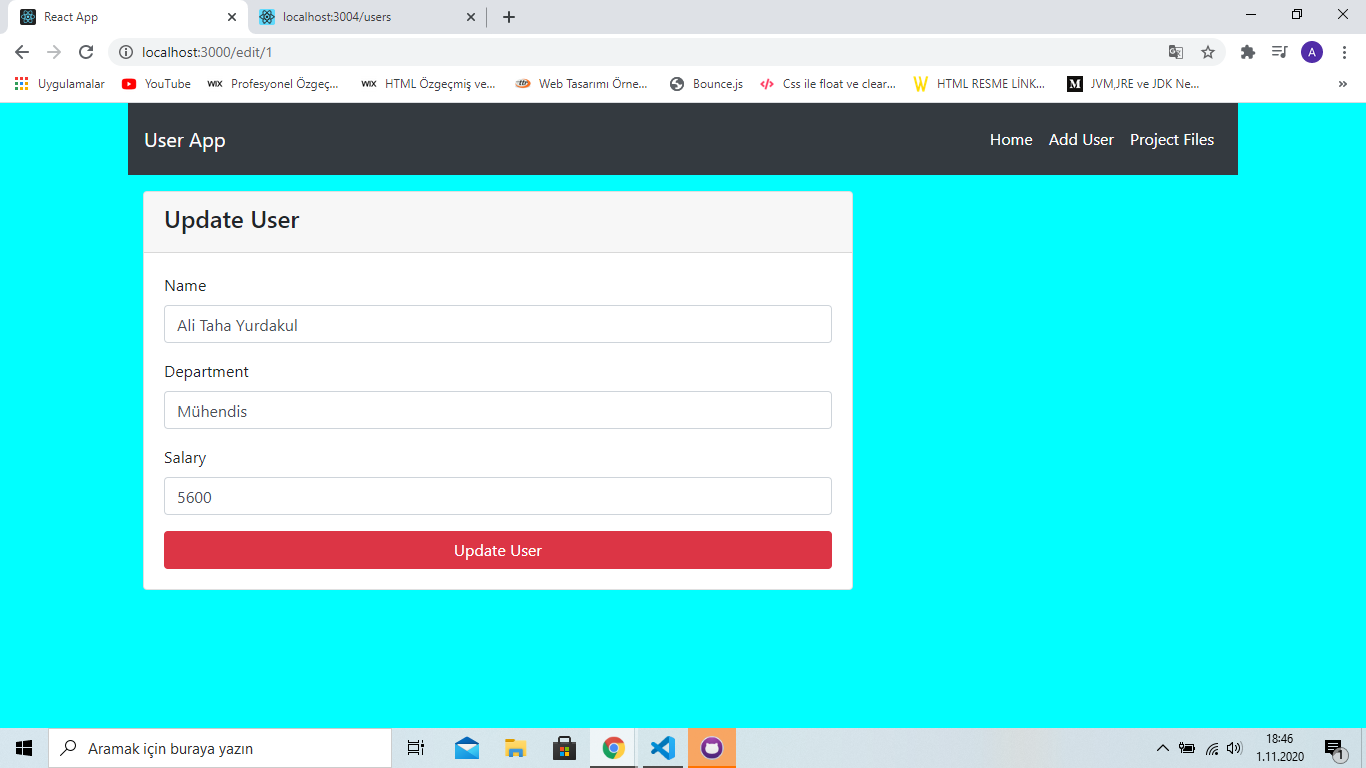 React App
localhost:3004/users
localhost:3000/edit/1
A
Uygulamalar YouTube WiX Profesyonel Özgeç... WiX HTML Özgeçmiş ve... Web Tasarımı Örne... Bounce.js Css ile float ve clear... HTML RESME LİNK... M JVM,JRE ve JDK Ne... »
User App Home Add User Project Files
Update User
Name
Ali Taha Yurdakul
Department
Mühendis
Salary
5600
Update User
Aramak için buraya yazın
18:46
1.11.2020
1